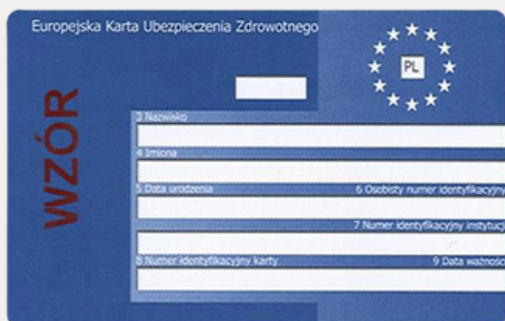 Europejska Karta Ubezpieczenia Zdrowotnego
PL
WZÓR
3 Nazwisko
4 Imiona
5 Data urodzenia 6 Osobisty numer identyfikacyjny
7 Numer identyfikacyjny instytucji
8 Numer identyfikacyjny karty 9 Data ważności